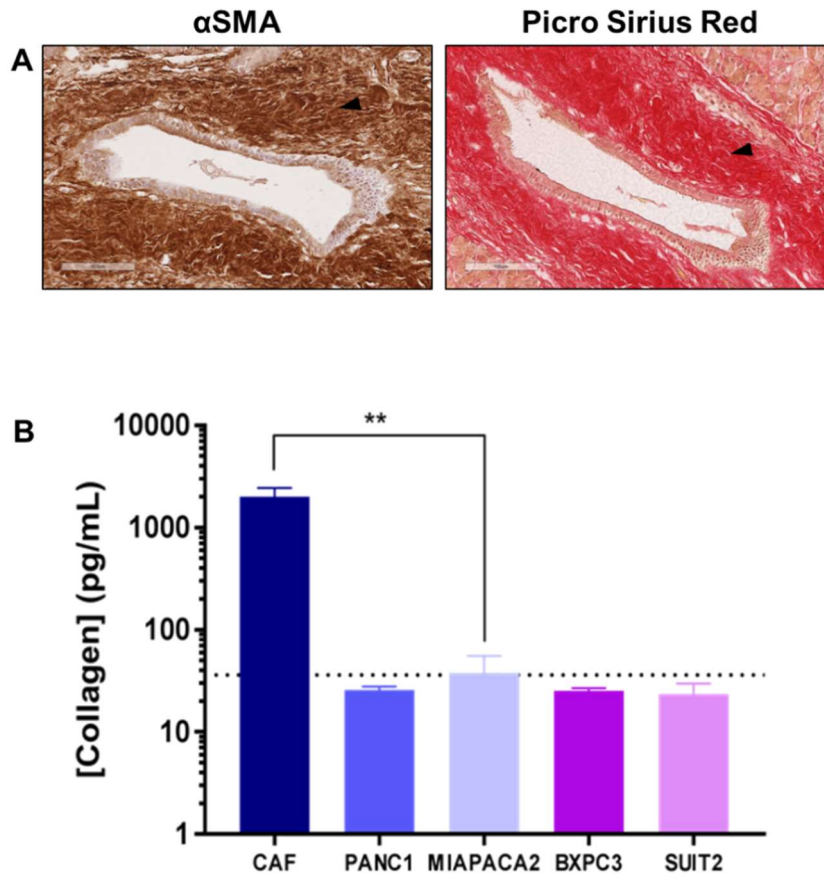 αSMA
Picro Sirius Red
A
B
**
[Collagen] (pg/mL)
10000
1000
100
10
1
CAF
PANC1
MIAPACA2
BXPC3
SUIT2